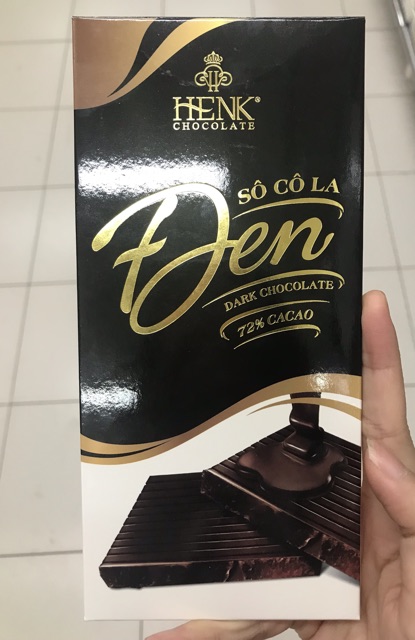 HENK®
CHOCOLATE
SÔ CÔ LA
Đen
DARK CHOCOLATE
72% CACAO